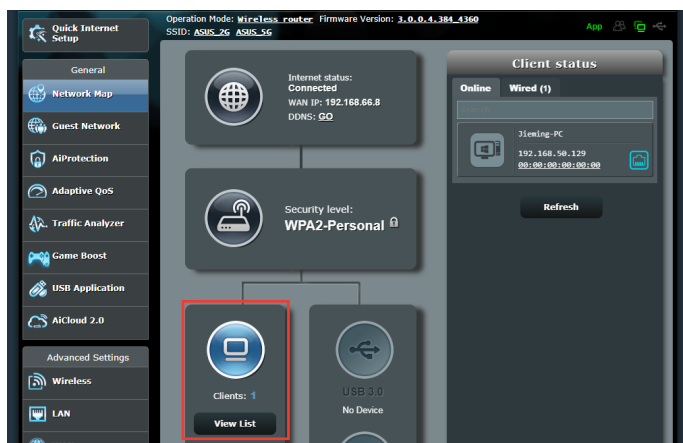 Quick Internet
Setup
Operation Mode: Wireless router Firmware Version: 3.0.0.4.384_4360
SSID: ASUS_2G ASUS_5G
App
General
Network Map
Guest Network
AiProtection
Adaptive QoS
Traffic Analyzer
Game Boost
USB Application
AiCloud 2.0
Advanced Settings
Wireless
LAN
Internet status:
Connected
WAN IP: 192.168.66.8
DDNS: GO
Security level:
WPA2-Personal
Clients: 1
View List
USB 3.0
No Device
Client status
Online Wired (1)
Jieming-PC
192.168.50.129
00:00:00:00:00:00
Refresh